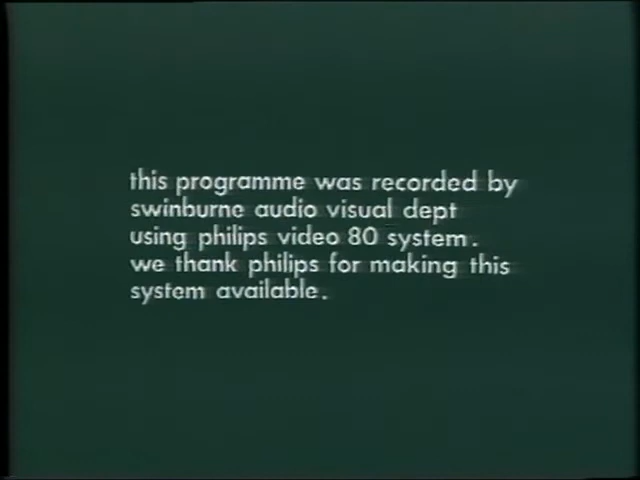 this programme was recorded by
swinburne audio visual dept
using philips video 80 system.
we thank philips for making this
system available.